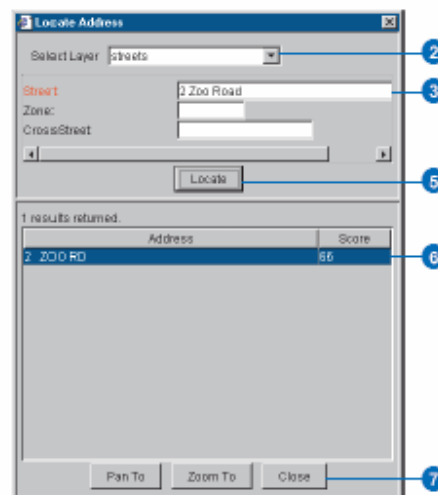 Locate Address
Select Layer streets
2
Street: 2 Zoo Road
3
Zone:
CrossStreet
Locate
5
1 results returned.
Address Score
2 ZOO RD 66
6
Pan To Zoom To Close
7